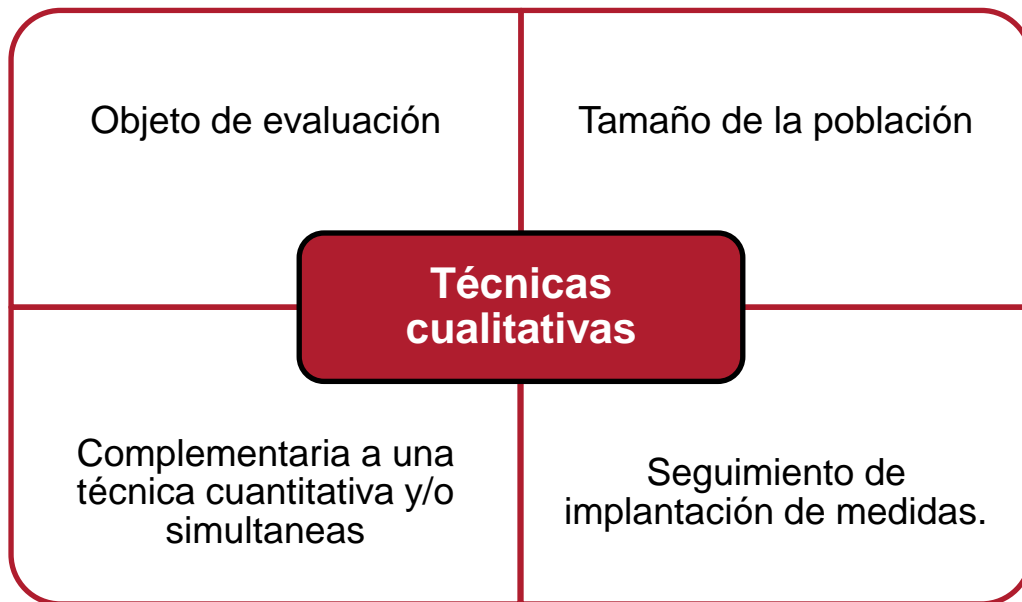 Objeto de evaluación
Tamaño de la población
Técnicas
cualitativas
Complementaria a una
técnica cuantitativa y/o
simultaneas
Seguimiento de
implantación de medidas.